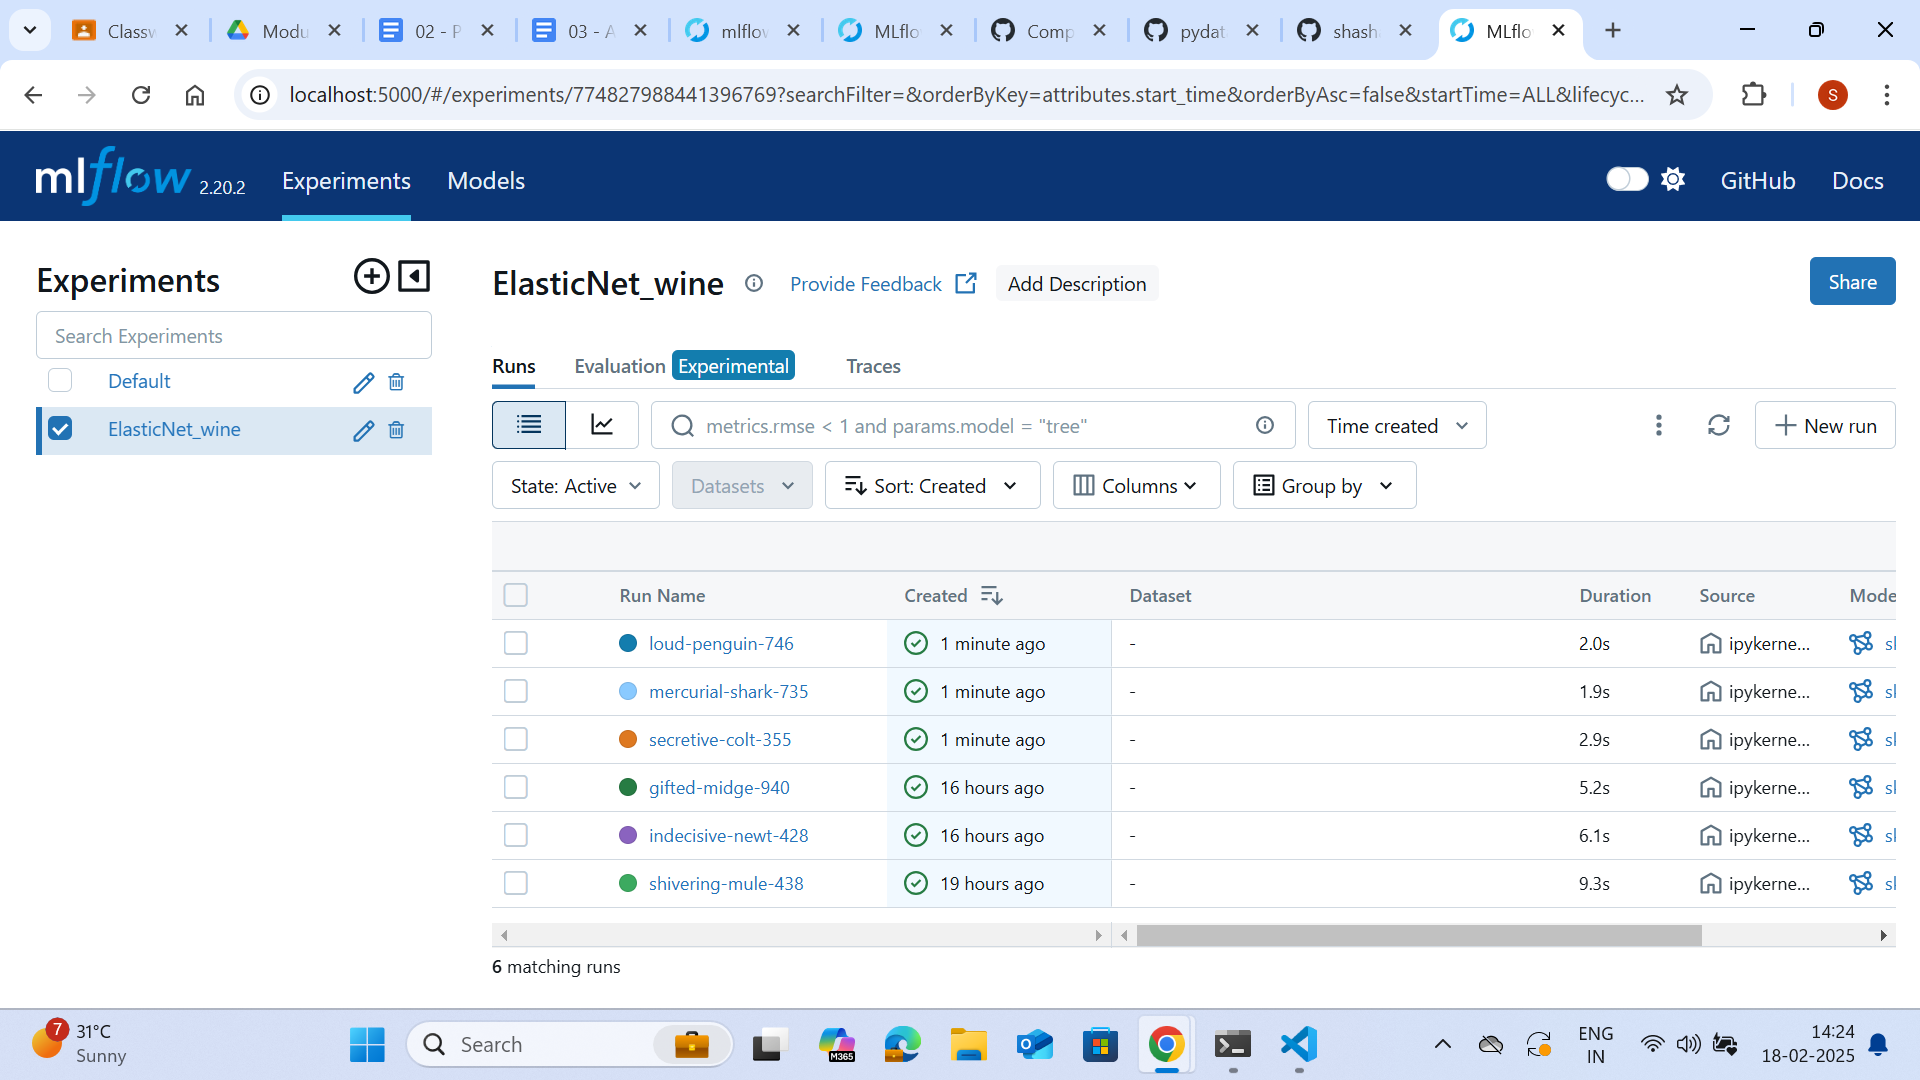 Classw
Modu
02 - P
03 - A
mlflow
MLflo
Comp
pydat
shash
MLflo
localhost:5000/#/experiments/774827988441396769?searchFilter=&orderByKey=attributes.start_time&orderByAsc=false&startTime=ALL&lifecyc...
S
mlflow 2.20.2 Experiments Models GitHub Docs
Experiments
Search Experiments
Default
ElasticNet_wine
ElasticNet_wine Provide Feedback Add Description Share
Runs Evaluation Experimental Traces
metrics.rmse < 1 and params.model = "tree" Time created New run
State: Active Datasets Sort: Created Columns Group by
Run Name Created Dataset Duration Source Mode
loud-penguin-746 1 minute ago - 2.0s ipykerne... sl
mercurial-shark-735 1 minute ago - 1.9s ipykerne... sl
secretive-colt-355 1 minute ago - 2.9s ipykerne... sl
gifted-midge-940 16 hours ago - 5.2s ipykerne... sl
indecisive-newt-428 16 hours ago - 6.1s ipykerne... sl
shivering-mule-438 19 hours ago - 9.3s ipykerne... sl
6 matching runs
7
31°C
Sunny
Search
M365
ENG
IN
14:24
18-02-2025